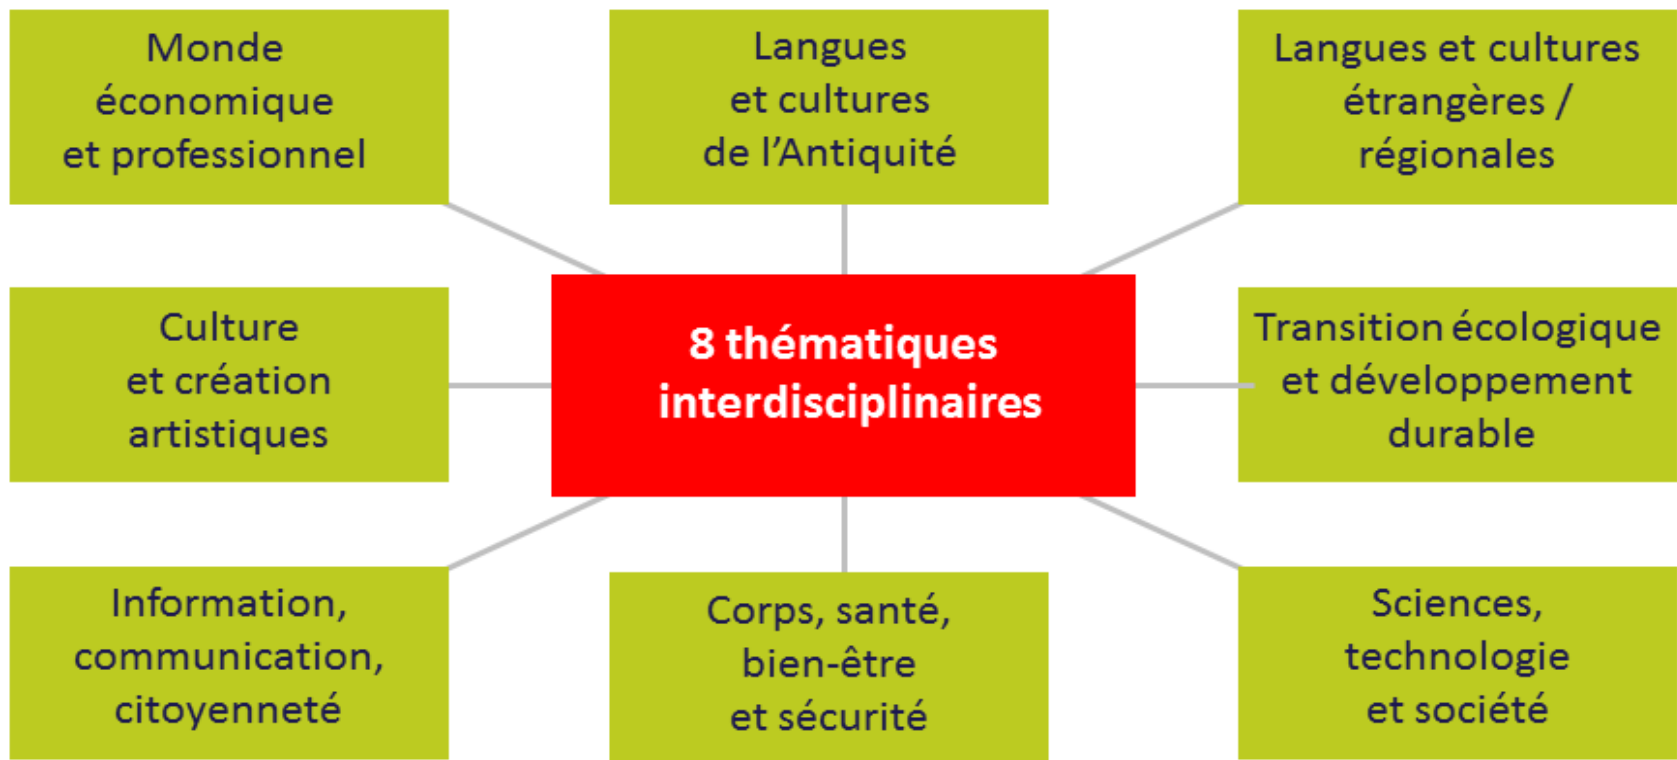 Monde
économique
et professionnel
Langues
et cultures
de l’Antiquité
Langues et cultures
étrangères /
régionales
Culture
et création
artistiques
8 thématiques
interdisciplinaires
Transition écologique
et développement
durable
Information,
communication,
citoyenneté
Corps, santé,
bien-être
et sécurité
Sciences,
technologie
et société